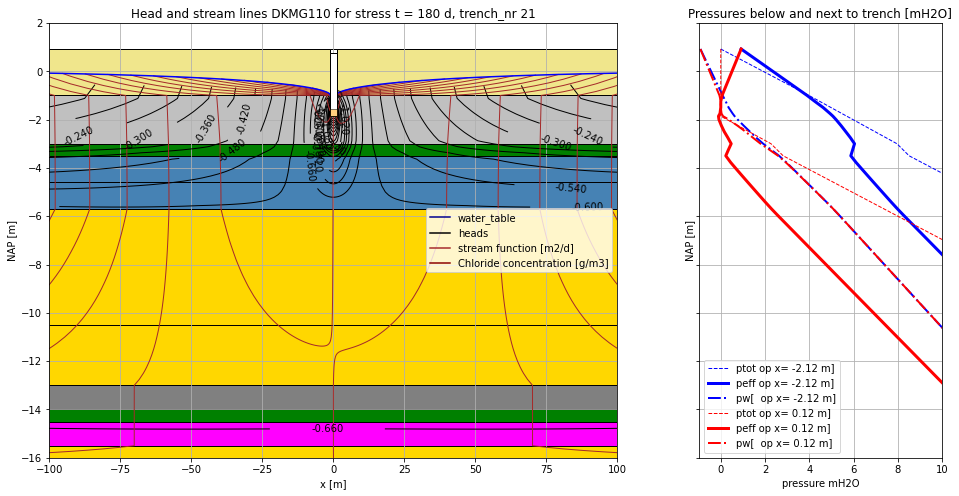 Head and stream lines DKMG110 for stress t = 180 d, trench_nr 21
2
0
−2
−4
−6
−8
−10
−12
−14
−16
NAP [m]
-0.240
-0.300
-0.360
-0.420
-0.480
-0.660
-0.300
-0.240
-0.540
-0.600
-0.660
water_table
heads
stream function [m2/d]
Chloride concentration [g/m3]
−100
−75
−50
−25
0
25
50
75
100
x [m]
Pressures below and next to trench [mH2O]
NAP [m]
ptot op x= -2.12 m]
peff op x= -2.12 m]
pw[  op x= -2.12 m]
ptot op x= 0.12 m]
peff op x= 0.12 m]
pw[  op x= 0.12 m]
0
2
4
6
8
10
pressure mH2O